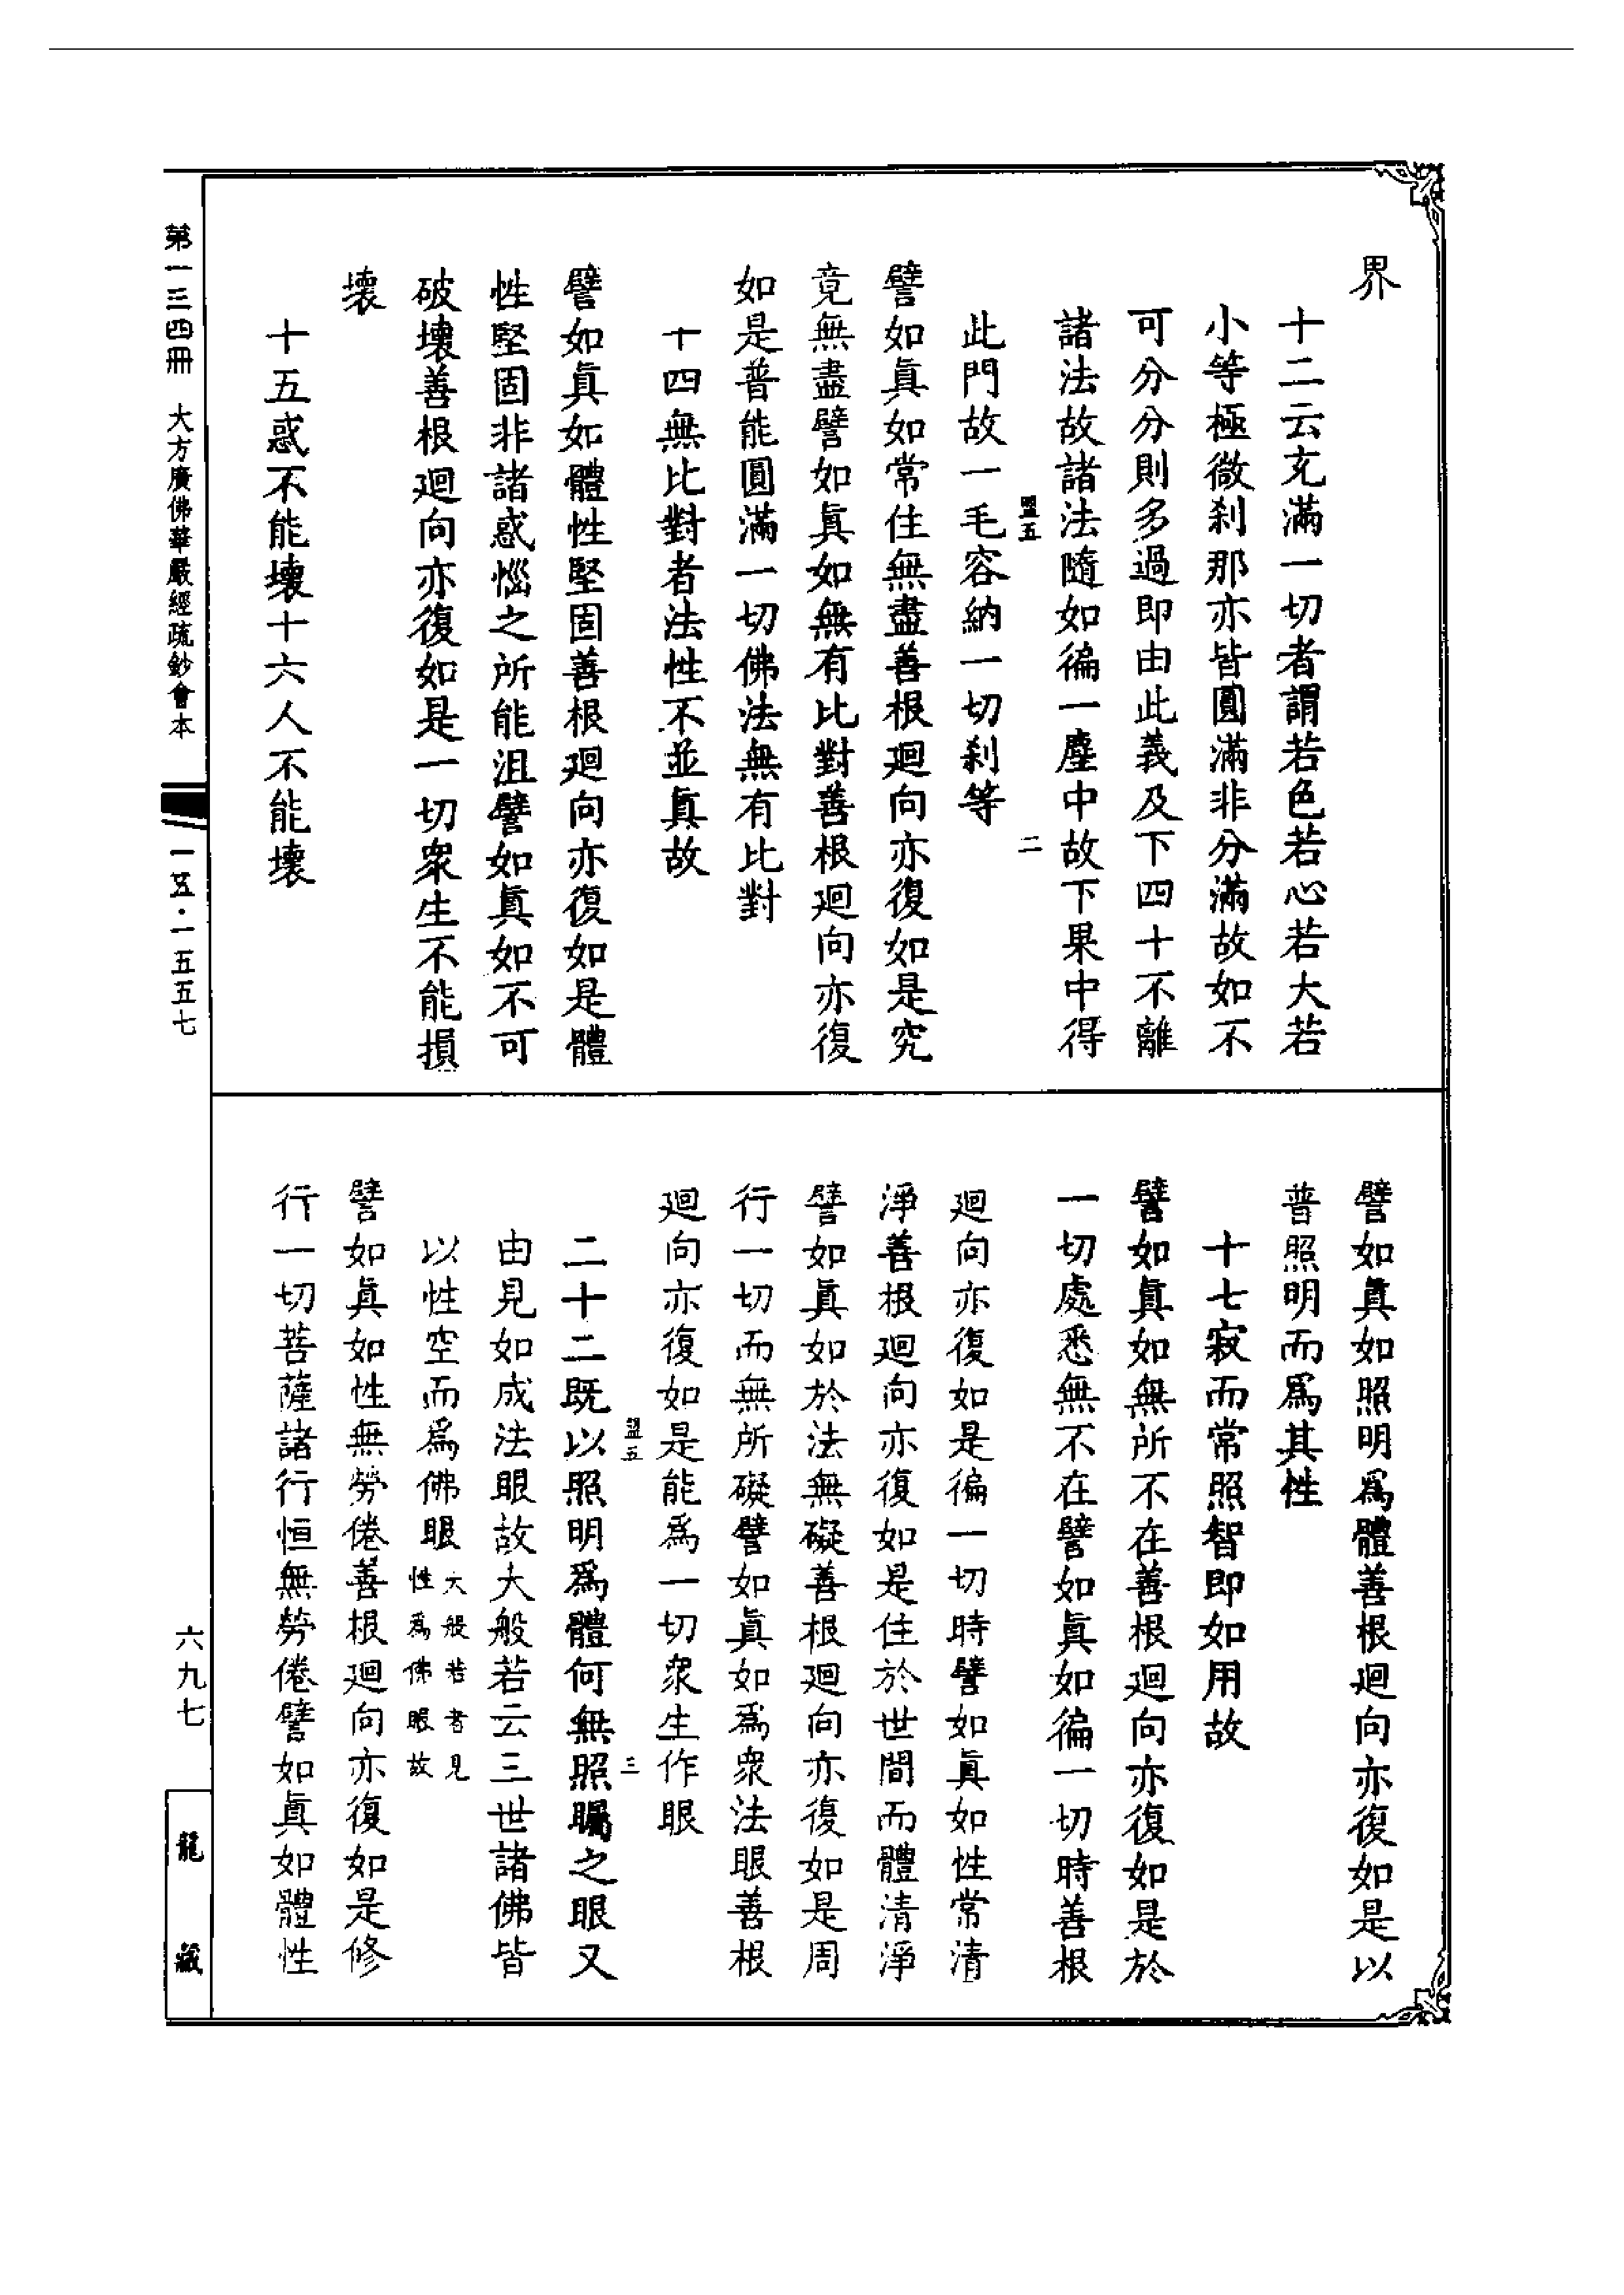 界
十二云充滿一切者謂若色若心若大若
小等極微刹那亦皆圓滿非分滿故如不
可分分則多過即由此義及下四十不離
諸法故諸法隨如徧一塵中故下果中得
盟五 二
此門故一毛容納一切刹等
譬如眞如常住無盡善根廻向亦復如是究
竟無盡譬如眞如無有比對善根廻向亦復
如是普能圓滿一切佛法無有比對
十四無比對者法性不並眞故
譬如眞如體性堅固善根廻向亦復如是體
性堅固非諸惑惱之所能沮譬如眞如不可
破壞善根廻向亦復如是一切衆生不能損
壞
十五惑不能壞十六人不能壞
譬如眞如照明爲體善根廻向亦復如是以
普照明而爲其性
十七寂而常照智即如用故
譬如眞如無所不在善根廻向亦復如是於
一切處悉無不在譬如眞如徧一切時善根
廻向亦復如是徧一切時譬如眞如性常清
淨善根廻向亦復如是住於世間而體清淨
譬如眞如於法無礙善根廻向亦復如是周
行一切而無所礙譬如眞如爲衆法眼善根
廻向亦復如是能爲一切衆生作眼
盟五 三
二十二既以照明爲體何無照矚之眼又
由見如成法眼故大般若云三世諸佛皆
以性空而爲佛眼大般若者見性爲佛眼故
譬如眞如性無勞倦善根廻向亦復如是修
行一切菩薩諸行恒無勞倦譬如眞如體性
第一三四冊 大方廣佛華嚴經疏鈔會本 一五·一五五七
六九七
龍藏